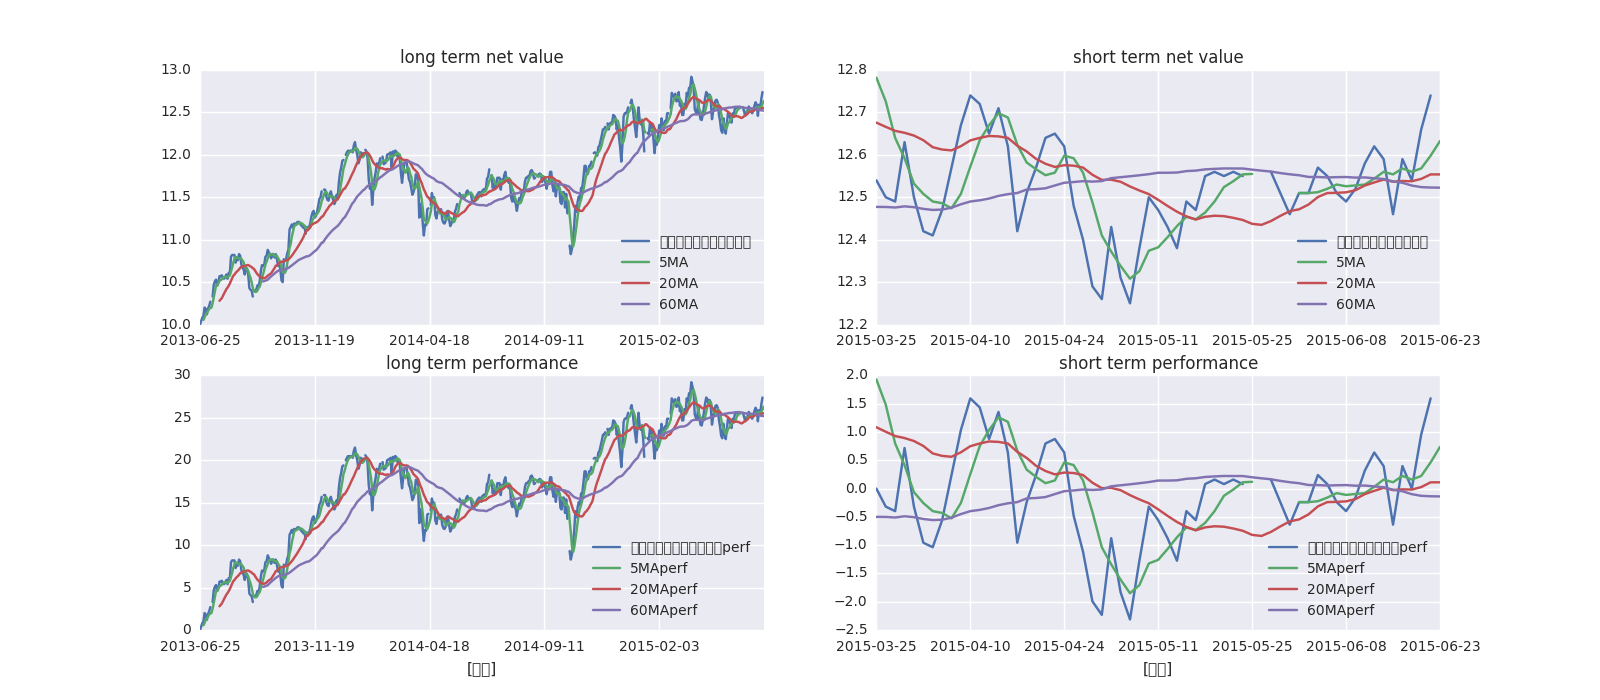 long term net value
13.0
12.5
12.0
11.5
11.0
10.5
10.0
5MA
20MA
60MA
2013-06-25 2013-11-19 2014-04-18 2014-09-11 2015-02-03
short term net value
12.8
12.7
12.6
12.5
12.4
12.3
12.2
5MA
20MA
60MA
2015-03-25 2015-04-10 2015-04-24 2015-05-11 2015-05-25 2015-06-08 2015-06-23
long term performance
30
25
20
15
10
5
0
perf
5MAperf
20MAperf
60MAperf
2013-06-25 2013-11-19 2014-04-18 2014-09-11 2015-02-03
short term performance
2.0
1.5
1.0
0.5
0.0
−0.5
−1.0
−1.5
−2.0
−2.5
perf
5MAperf
20MAperf
60MAperf
2015-03-25 2015-04-10 2015-04-24 2015-05-11 2015-05-25 2015-06-08 2015-06-23